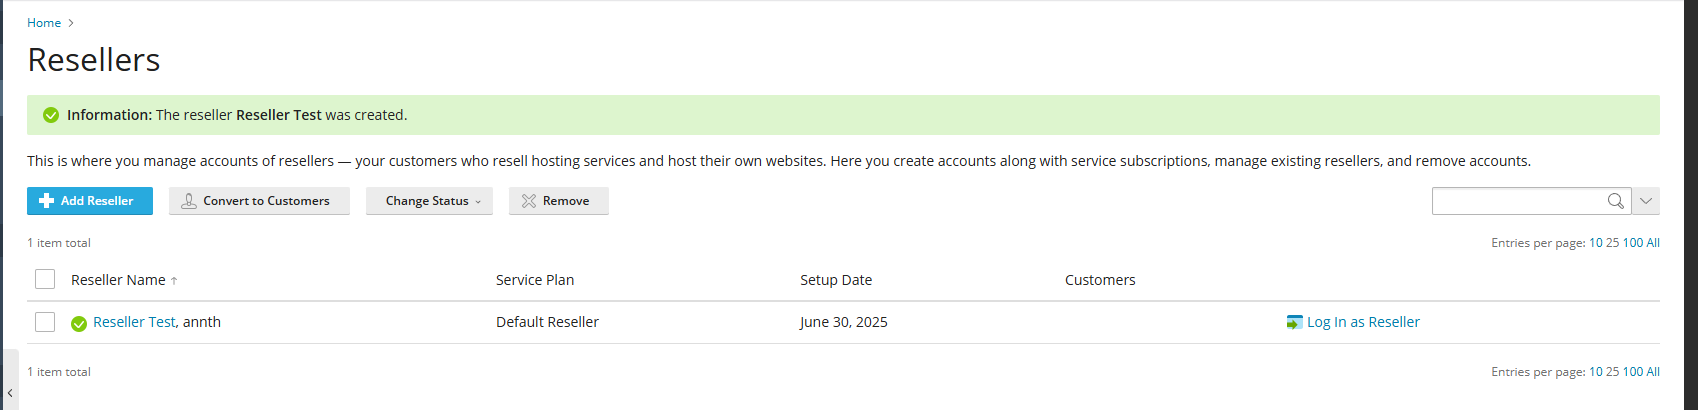 Home >
Resellers
Information: The reseller Reseller Test was created.
This is where you manage accounts of resellers — your customers who resell hosting services and host their own websites. Here you create accounts along with service subscriptions, manage existing resellers, and remove accounts.
Add Reseller Convert to Customers Change Status Remove
1 item total Entries per page: 10 25 100 All
Reseller Name ↑ Service Plan Setup Date Customers
Reseller Test, annth Default Reseller June 30, 2025 Log In as Reseller
1 item total Entries per page: 10 25 100 All